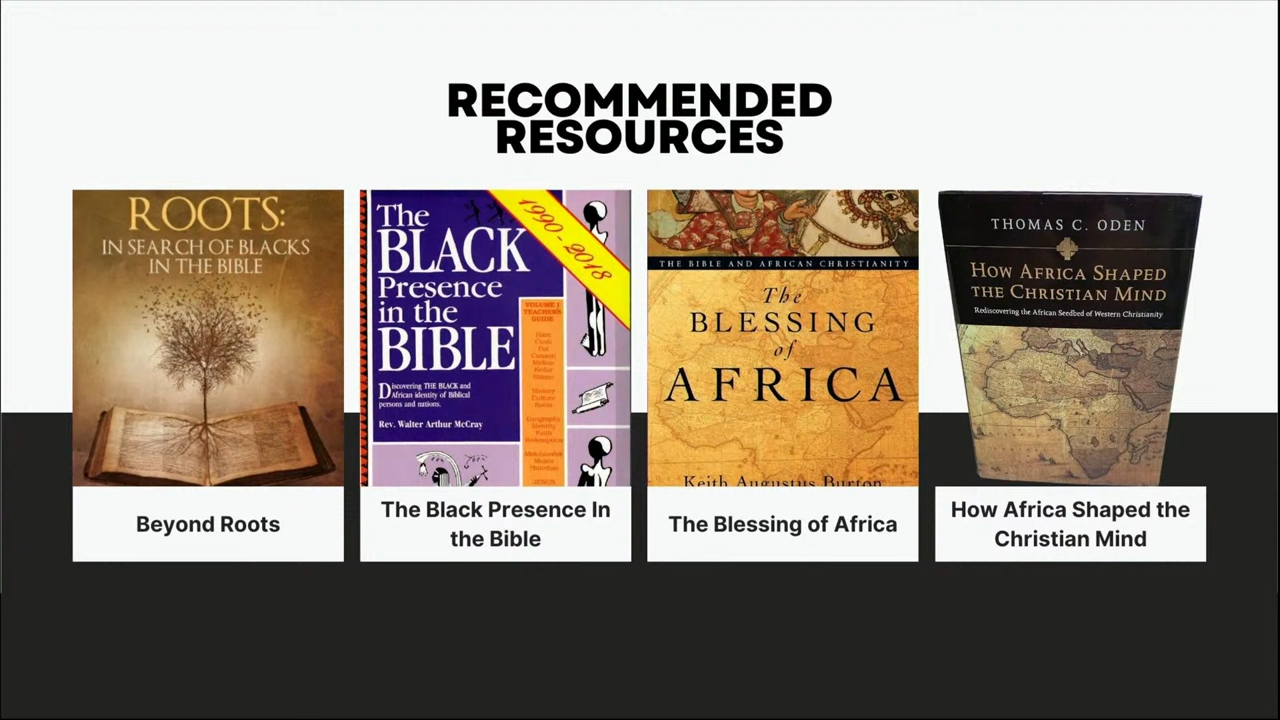 RECOMMENDED
RESOURCES
ROOTS:
IN SEARCH OF BLACKS
IN THE BIBLE
Beyond Roots
The
BLACK
Presence
in the
BIBLE
1990 - 2018
VOLUME I
TEACHER'S
GUIDE
Discovering THE BLACK and
African identity of Biblical
persons and nations.
Rev. Walter Arthur McCray
The Black Presence In
the Bible
THE BIBLE AND AFRICAN CHRISTIANITY
The
BLESSING
of
AFRICA
Keith Augustus Burton
The Blessing of Africa
THOMAS C. ODEN
HOW AFRICA SHAPED
THE CHRISTIAN MIND
Rediscovering the African Seedbed of Western Christianity
How Africa Shaped the
Christian Mind